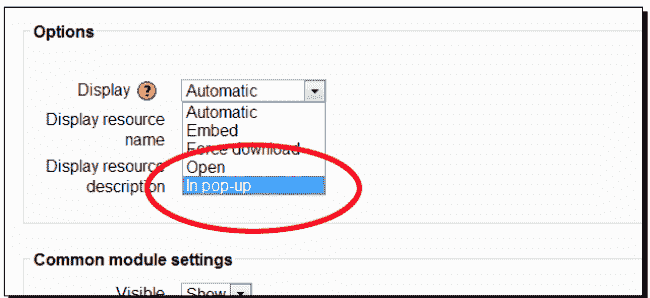 Options
Display ? Automatic
Automatic
Display resource name
Embed
Force download
Display resource description
Open
In pop-up
Common module settings
Visible Show